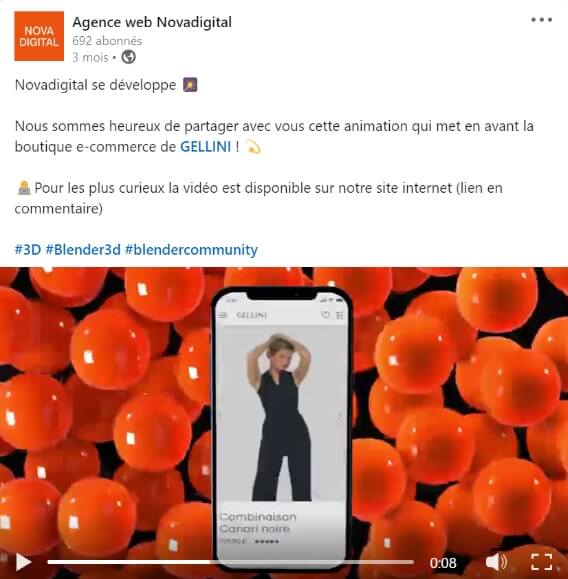 NOVA
DIGITAL
Agence web Novadigital
692 abonnés
3 mois •
Novadigital se développe
Nous sommes heureux de partager avec vous cette animation qui met en avant la
boutique e-commerce de GELLINI !
Pour les plus curieux la vidéo est disponible sur notre site internet (lien en
commentaire)
#3D #Blender3d #blendercommunity
GELLINI
Combinaison
Canari noire
0:08